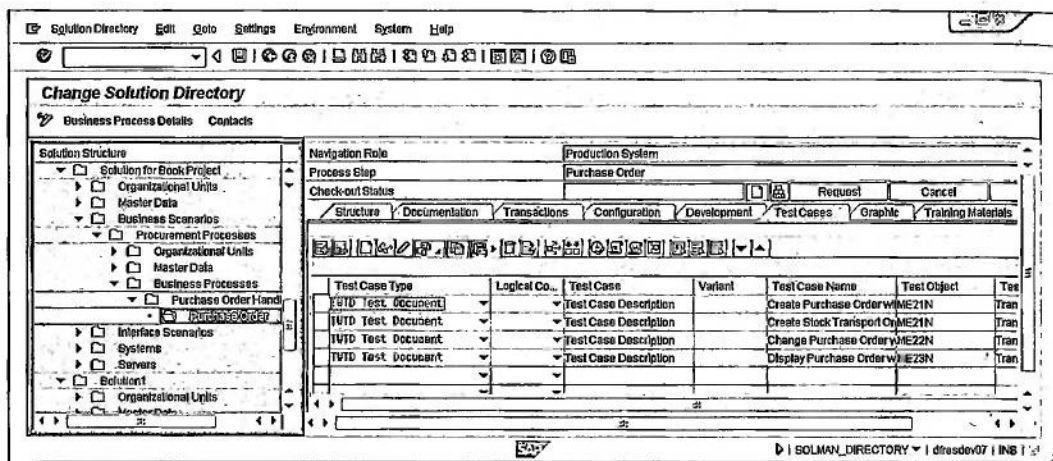 Solution Directory Edit Goto Settings Environment System Help
Change Solution Directory
Business Process Details Contacts
Solution Structure
Solution for Book Project
Organizational Units
Master Data
Business Scenarios
Procurement Processes
Organizational Units
Master Data
Business Processes
Purchase Order Handl
Purchase Order
Interface Scenarios
Systems
Servers
Solution1
Organizational Units
Master Data
Navigation Role Production System
Process Step Purchase Order
Check-out Status Request Cancel
Structure Documentation Transactions Configuration Development Test Cases Graphic Training Materials
Test Case Type Logical Co... Test Case Variant Test Case Name Test Object Tes
TWTD Test Document Test Case Description Create Purchase Order wi ME21N Tran
TWTD Test Document Test Case Description Create Stock Transport Or ME21N Tran
TWTD Test Document Test Case Description Change Purchase Order w ME22N Tran
TWTD Test Document Test Case Description Display Purchase Order w ME23N Tran
SAP
SOLMAN_DIRECTORY dfresdev07 INS